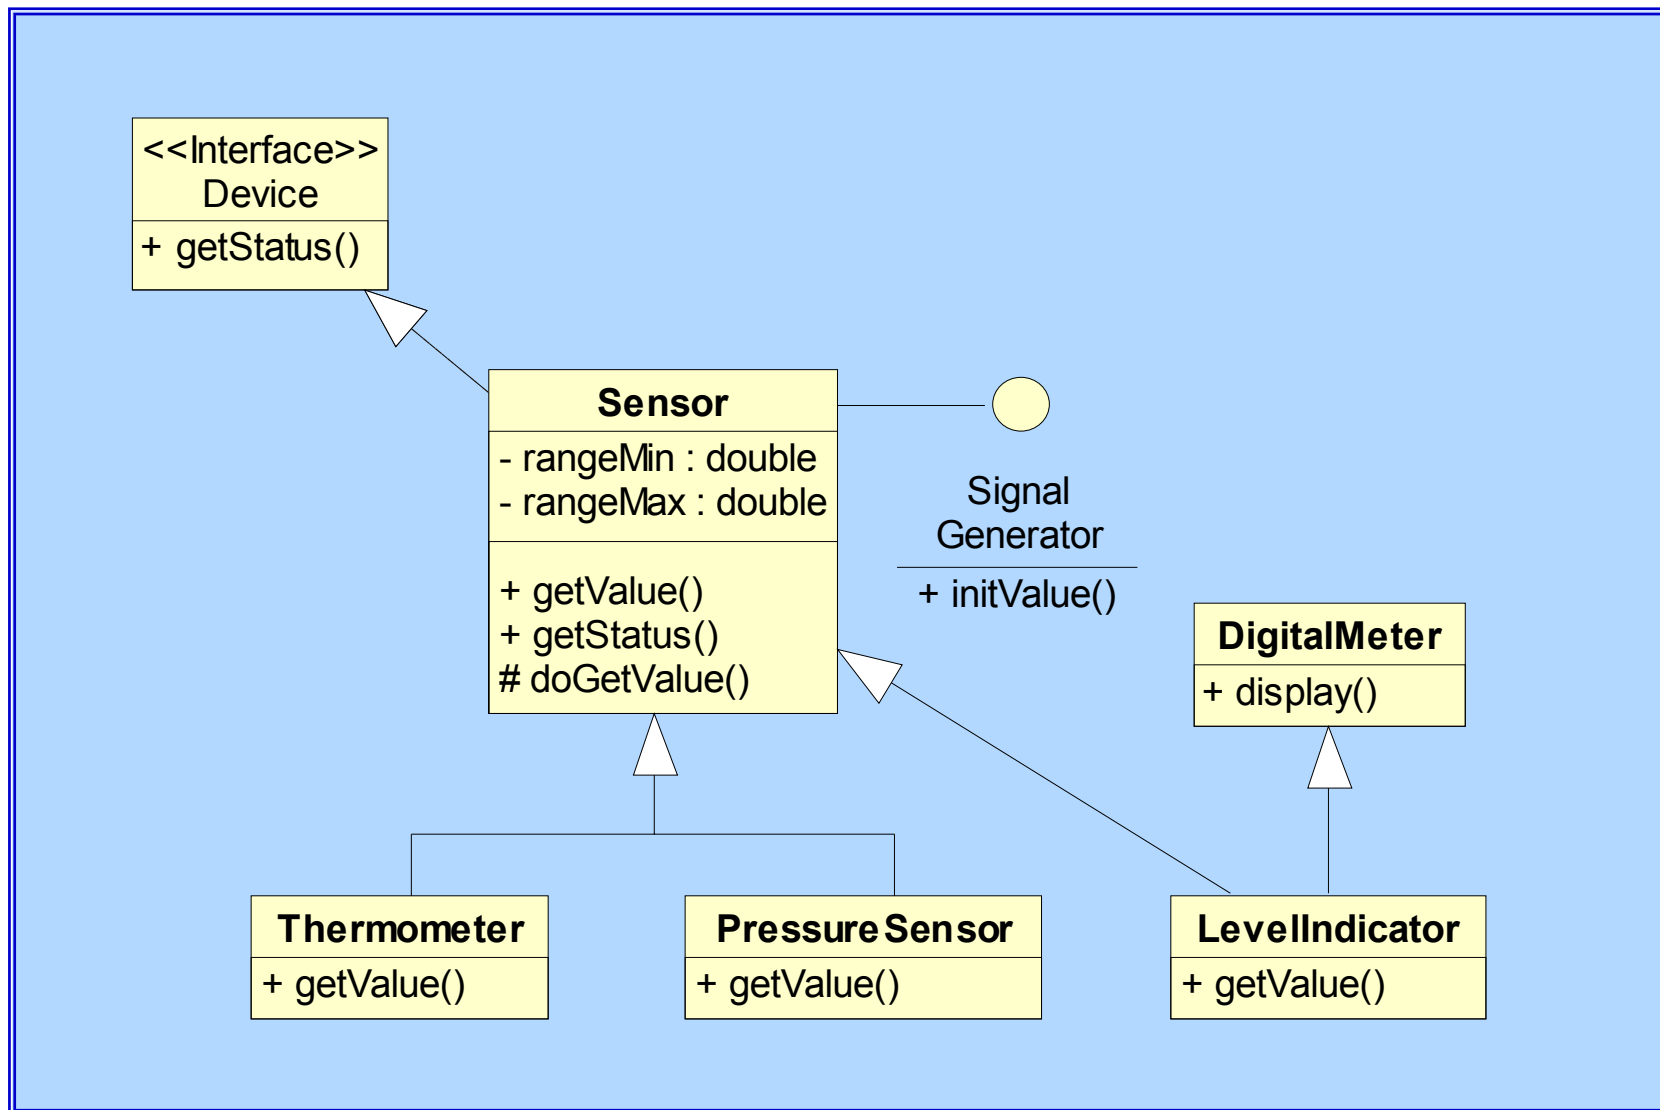 <<Interface>>
Device
+ getStatus()
Sensor
- rangeMin : double
- rangeMax : double
+ getValue()
+ getStatus()
# doGetValue()
Signal
Generator
+ initValue()
DigitalMeter
+ display()
Thermometer
+ getValue()
PressureSensor
+ getValue()
LevelIndicator
+ getValue()